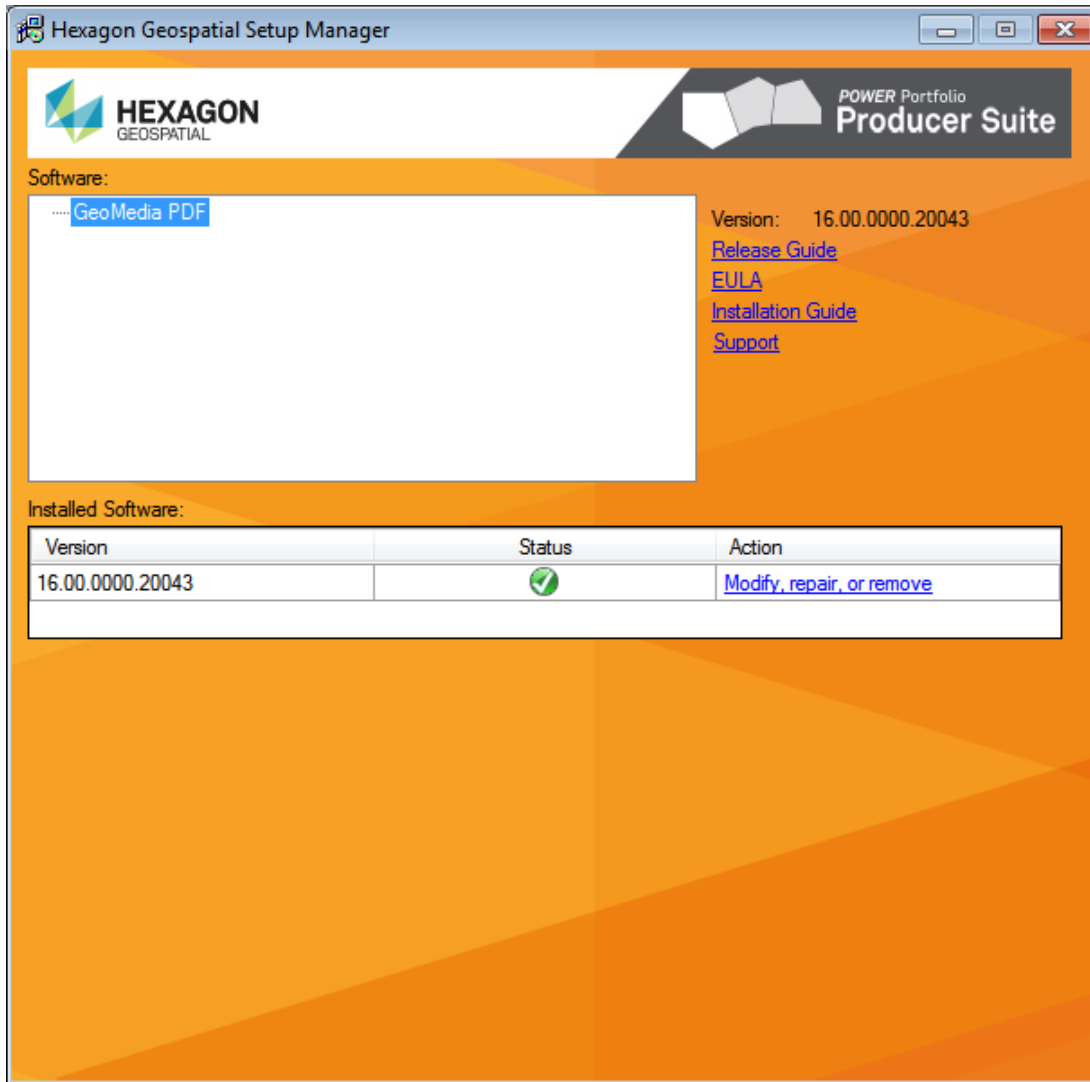 Hexagon Geospatial Setup Manager
HEXAGON
GEOSPATIAL
POWER Portfolio
Producer Suite
Software:
GeoMedia PDF
Version: 16.00.0000.20043
Release Guide
EULA
Installation Guide
Support
Installed Software:
Version Status Action
16.00.0000.20043 Modify, repair, or remove